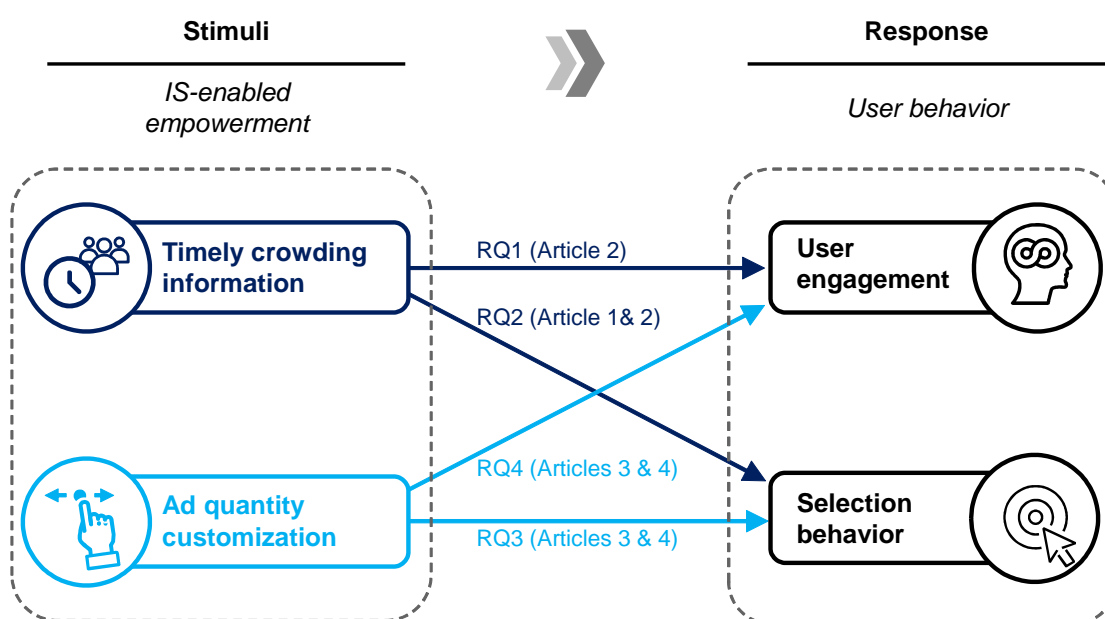 Stimuli
Response
IS-enabled
empowerment
User behavior
Timely crowding
information
RQ1 (Article 2)
User
engagement
RQ2 (Article 1& 2)
Ad quantity
customization
RQ4 (Articles 3 & 4)
RQ3 (Articles 3 & 4)
Selection
behavior